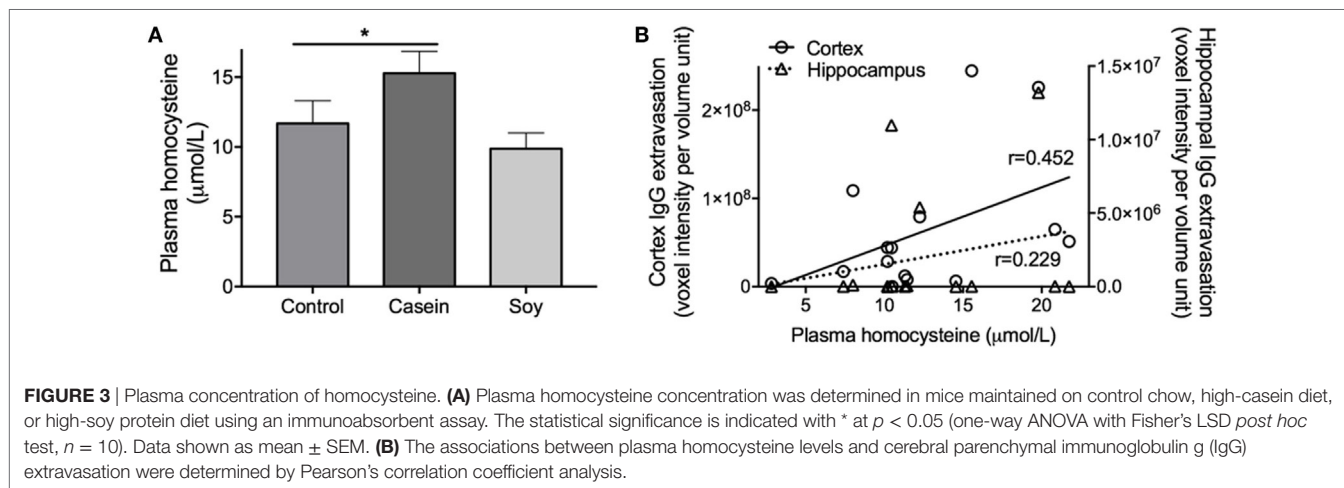 A
*
Plasma homocysteine
(μmol/L)
15
10
5
0
Control
Casein
Soy
B
Cortex
Hippocampus
Cortex IgG extravasation
(voxel intensity per volume unit)
2×10⁸
1×10⁸
0
Hippocampal IgG extravasation
(voxel intensity per volume unit)
1.5×10⁷
1.0×10⁷
5.0×10⁶
0.0
r=0.452
r=0.229
5
10
15
20
Plasma homocysteine (μmol/L)
FIGURE 3 | Plasma concentration of homocysteine. (A) Plasma homocysteine concentration was determined in mice maintained on control chow, high-casein diet,
or high-soy protein diet using an immunoabsorbent assay. The statistical significance is indicated with * at p < 0.05 (one-way ANOVA with Fisher's LSD post hoc
test, n = 10). Data shown as mean ± SEM. (B) The associations between plasma homocysteine levels and cerebral parenchymal immunoglobulin g (IgG)
extravasation were determined by Pearson's correlation coefficient analysis.